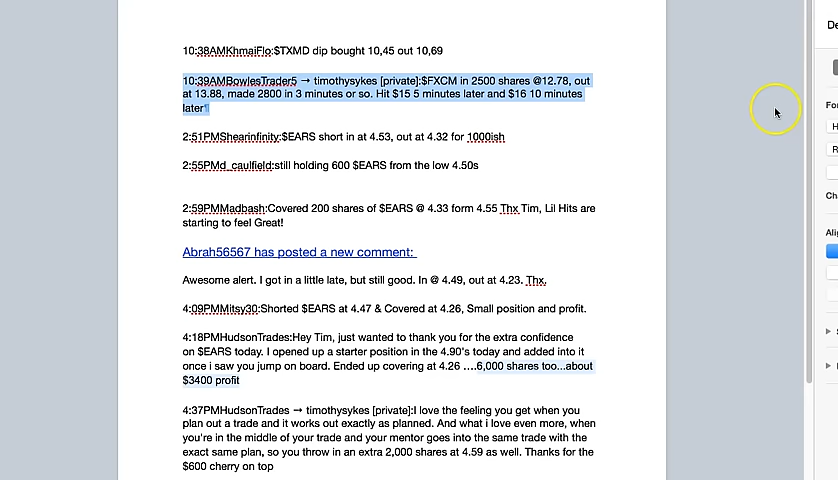 10:38AMKhmaiFlo:$TXMD dip bought 10,45 out 10,69
10:39AMBowlesTrader5 → timothysykes [private]:$FXCM in 2500 shares @12.78, out
at 13.88, made 2800 in 3 minutes or so. Hit $15 5 minutes later and $16 10 minutes
later
2:51PMShearinfinity:$EARS short in at 4.53, out at 4.32 for 1000ish
2:55PMd_caulfield:still holding 600 $EARS from the low 4.50s
2:59PMMadbash:Covered 200 shares of $EARS @ 4.33 form 4.55 Thx Tim, Lil Hits are
starting to feel Great!
Abrah56567 has posted a new comment:
Awesome alert. I got in a little late, but still good. In @ 4.49, out at 4.23. Thx.
4:09PMMitsy30:Shorted $EARS at 4.47 & Covered at 4.26, Small position and profit.
4:18PMHudsonTrades:Hey Tim, just wanted to thank you for the extra confidence
on $EARS today. I opened up a starter position in the 4.90's today and added into it
once i saw you jump on board. Ended up covering at 4.26 ....6,000 shares too...about
$3400 profit
4:37PMHudsonTrades → timothysykes [private]:I love the feeling you get when you
plan out a trade and it works out exactly as planned. And what i love even more, when
you're in the middle of your trade and your mentor goes into the same trade with the
exact same plan, so you throw in an extra 2,000 shares at 4.59 as well. Thanks for the
$600 cherry on top
De
Fo
H
R
Ch
Alig